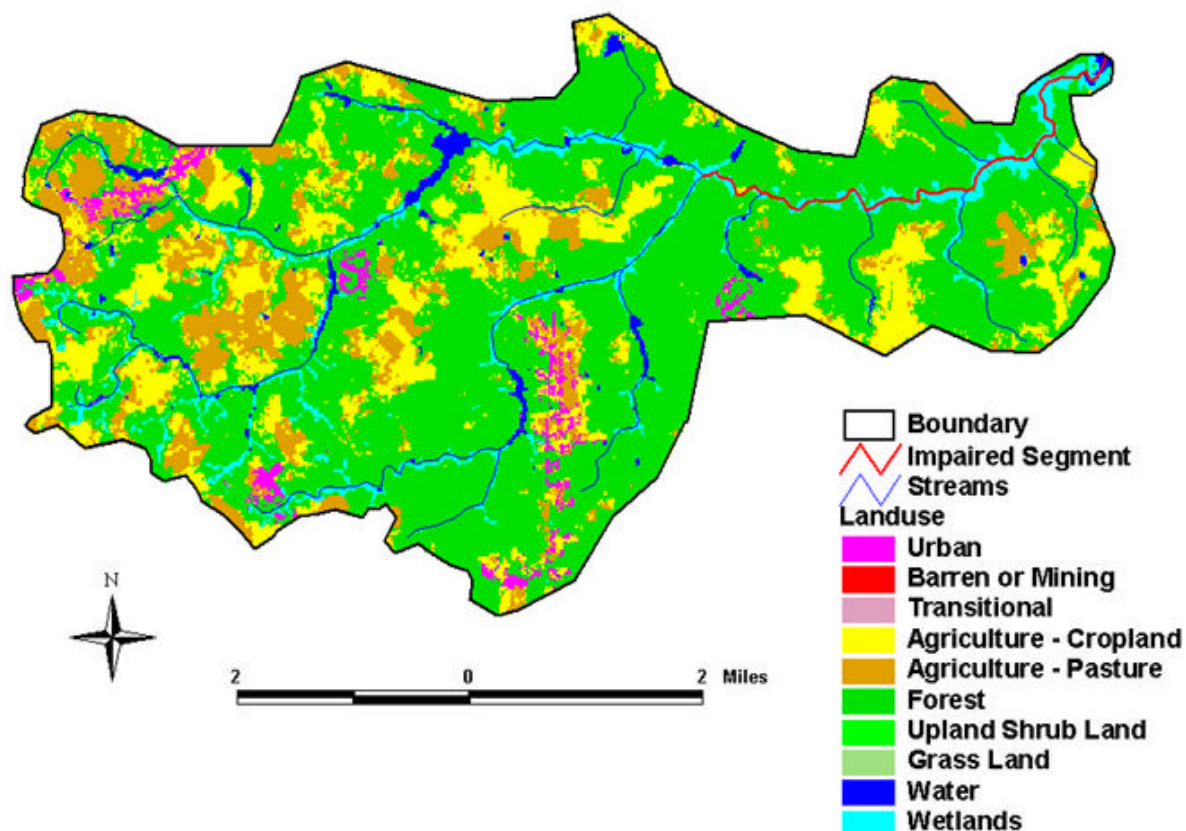 Boundary
Impaired Segment
Streams
Landuse
Urban
Barren or Mining
Transitional
Agriculture - Cropland
Agriculture - Pasture
Forest
Upland Shrub Land
Grass Land
Water
Wetlands
N
2 0 2 Miles